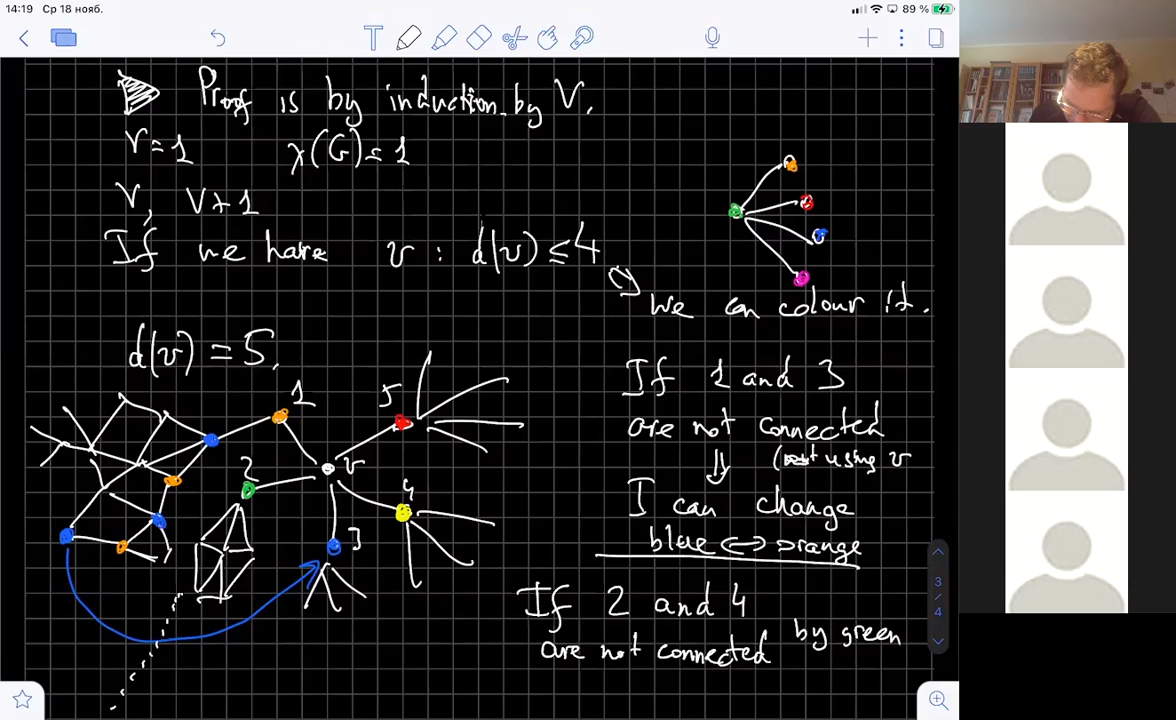 14:19 Ср 18 нояб.
89 %
Proof is by induction by V.
V=1 χ(G)=1
V, V+1
If we have v : d(v) ≤ 4
We can colour it.
d(v) = 5.
1
5
2
v
4
3
If 1 and 3
are not connected
using v
I can change
blue <=> orange
If 2 and 4
are not connected by green
3
/
4